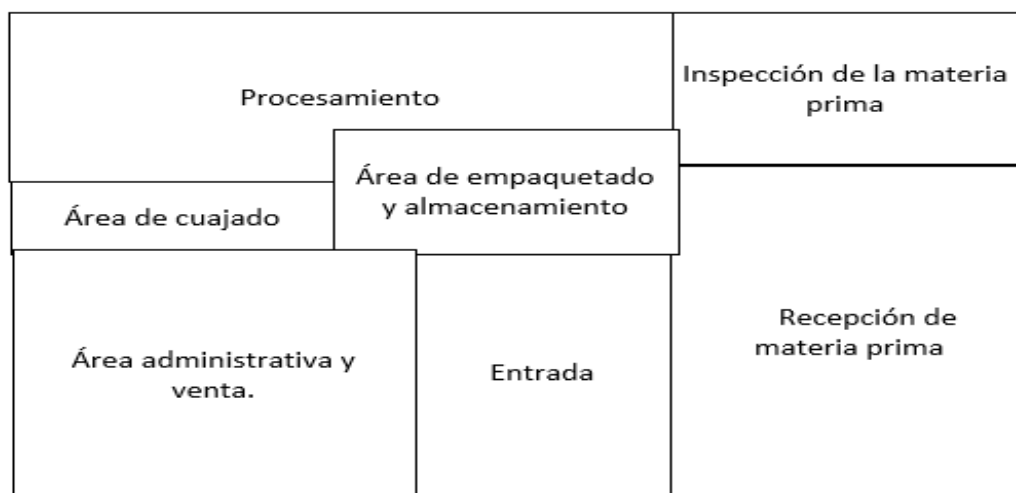 Procesamiento
Inspección de la materia
prima
Área de empaquetado
y almacenamiento
Área de cuajado
Área administrativa y
venta.
Entrada
Recepción de
materia prima